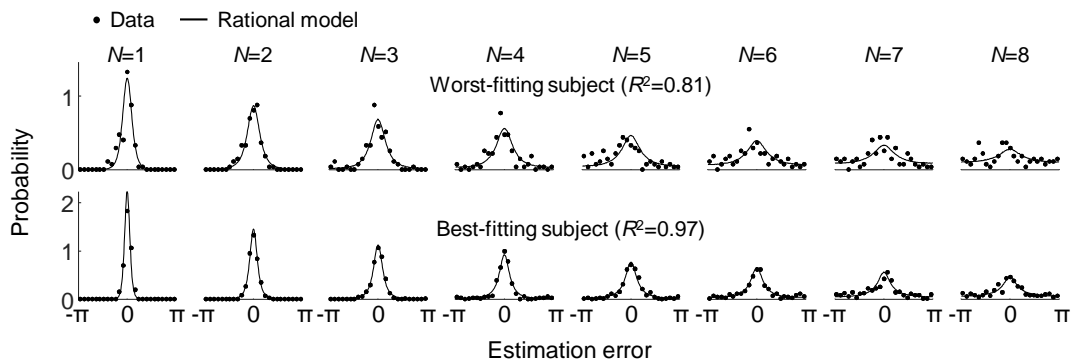 Data Rational model
N=1 N=2 N=3 N=4 N=5 N=6 N=7 N=8
Worst-fitting subject (R²=0.81)
1
0
Probability
Best-fitting subject (R²=0.97)
2
1
0
-π 0 π -π 0 π -π 0 π -π 0 π -π 0 π -π 0 π -π 0 π -π 0 π
Estimation error